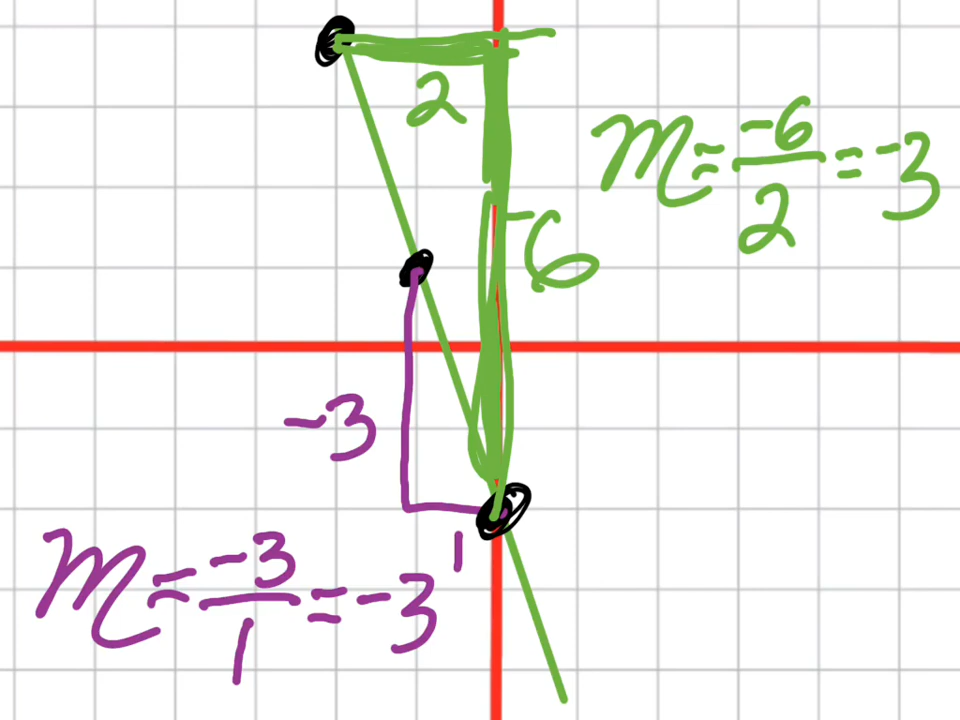 2
m = -6/2 = -3
-6
-3
1
m = -3/1 = -3